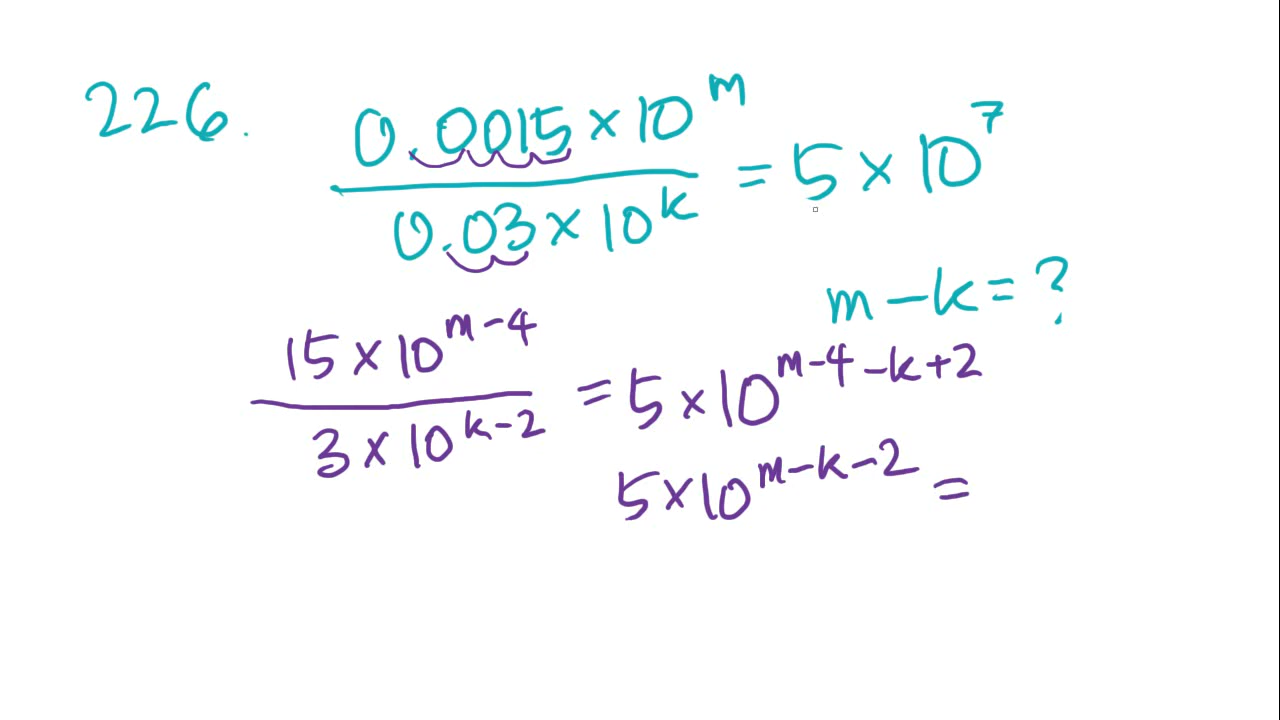 226.
0.0015 × 10^m
0.03 × 10^k
= 5 × 10^7
m – k = ?
15 × 10^m–4
3 × 10^k–2
= 5 × 10^m–4–k+2
5 × 10^m–k–2 =